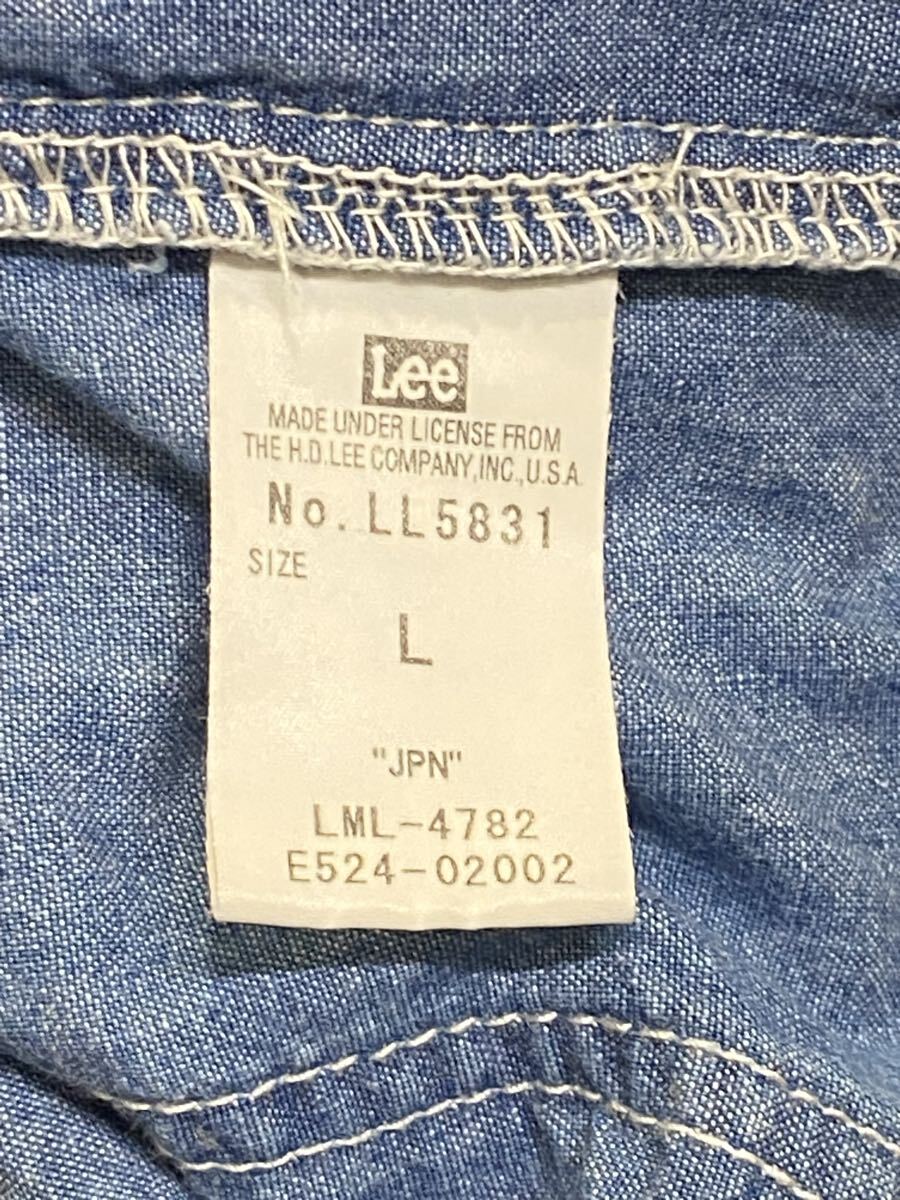 Lee
MADE UNDER LICENSE FROM
THE H.D.LEE COMPANY,INC.,U.S.A.
No. LL5831
SIZE
L
"JPN"
LML-4782
E524-02002